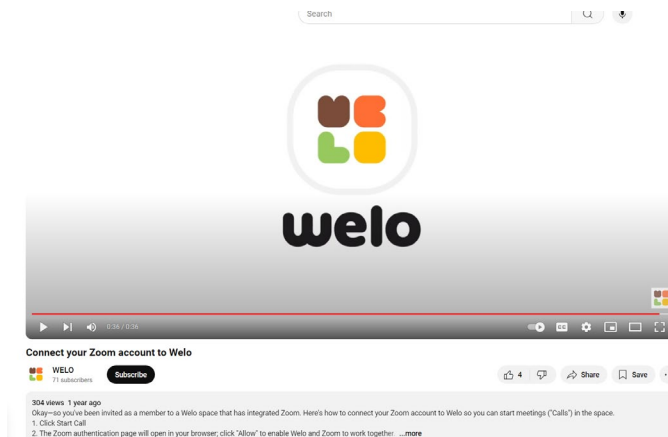 Search
welo
0:36 / 0:36
Connect your Zoom account to Welo
WELO
71 subscribers
Subscribe
4
Share
Save
304 views 1 year ago
Okay—so you've been invited as a member to a Welo space that has integrated Zoom. Here's how to connect your Zoom account to Welo so you can start meetings ("Calls") in the space.
1. Click Start Call
2. The Zoom authentication page will open in your browser; click "Allow" to enable Welo and Zoom to work together. ...more